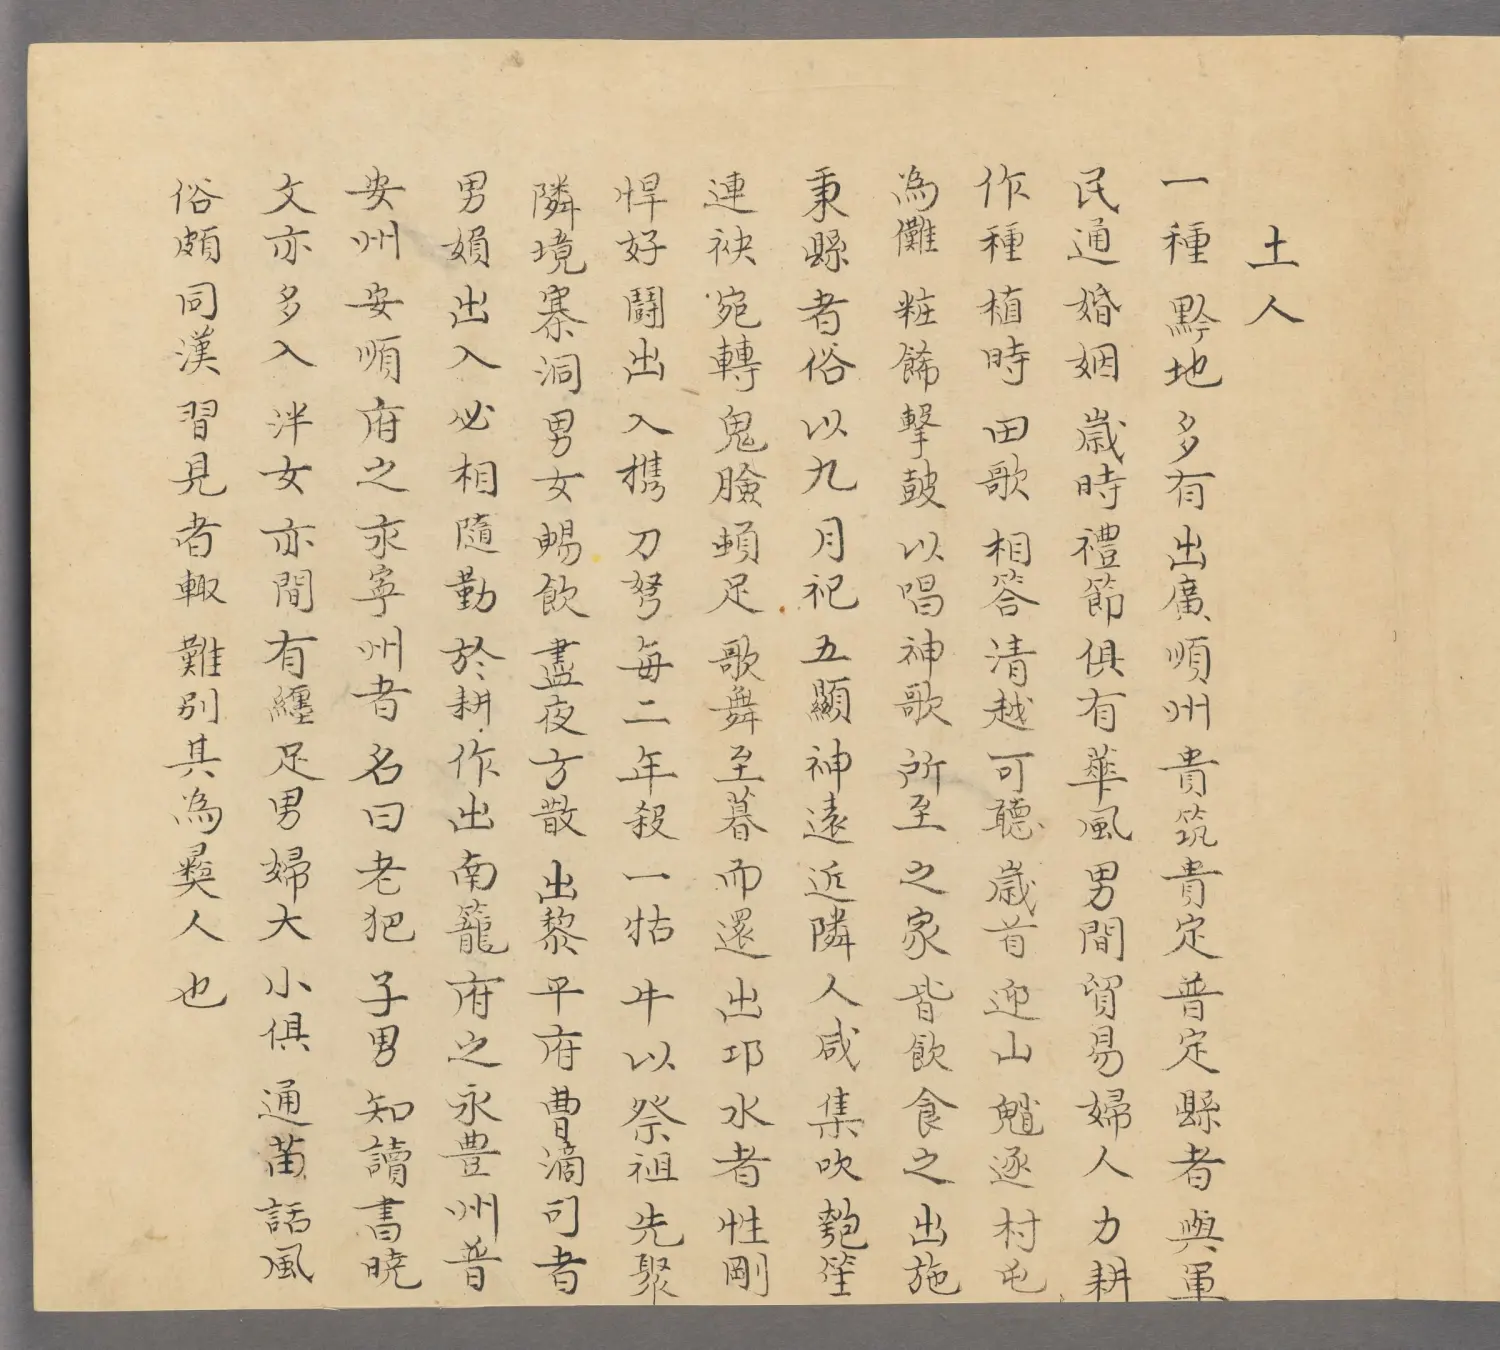 土人
一種黔地多有出廣順州貴筑貴定普定縣者與軍
民通婚姻歲時禮節俱有華風男間貿易婦人力耕
作種植時田歌相答清越可聽歲首迎山魈逐村屯
為儺粧餙擊鼓以唱神歌所至之家皆飲食之出施
秉縣者俗以九月祀五顯神遠近隣人咸集吹匏笙
連袂宛轉鬼臉頓足歌舞至暮而還出邛水者性剛
悍好鬪出入携刀弩每二年殺一牯牛以祭祖先聚
隣境寨洞男女暢飲盡夜方散出黎平府曹滴司者
男媍出入必相隨勤於耕作出南籠府之永豊州普
安州安順府之永寧州者名曰老犯子男知讀書曉
文亦多入泮女亦間有纏足男婦大小俱通苗話風
俗頗同漢習見者輙難別其為彛人也